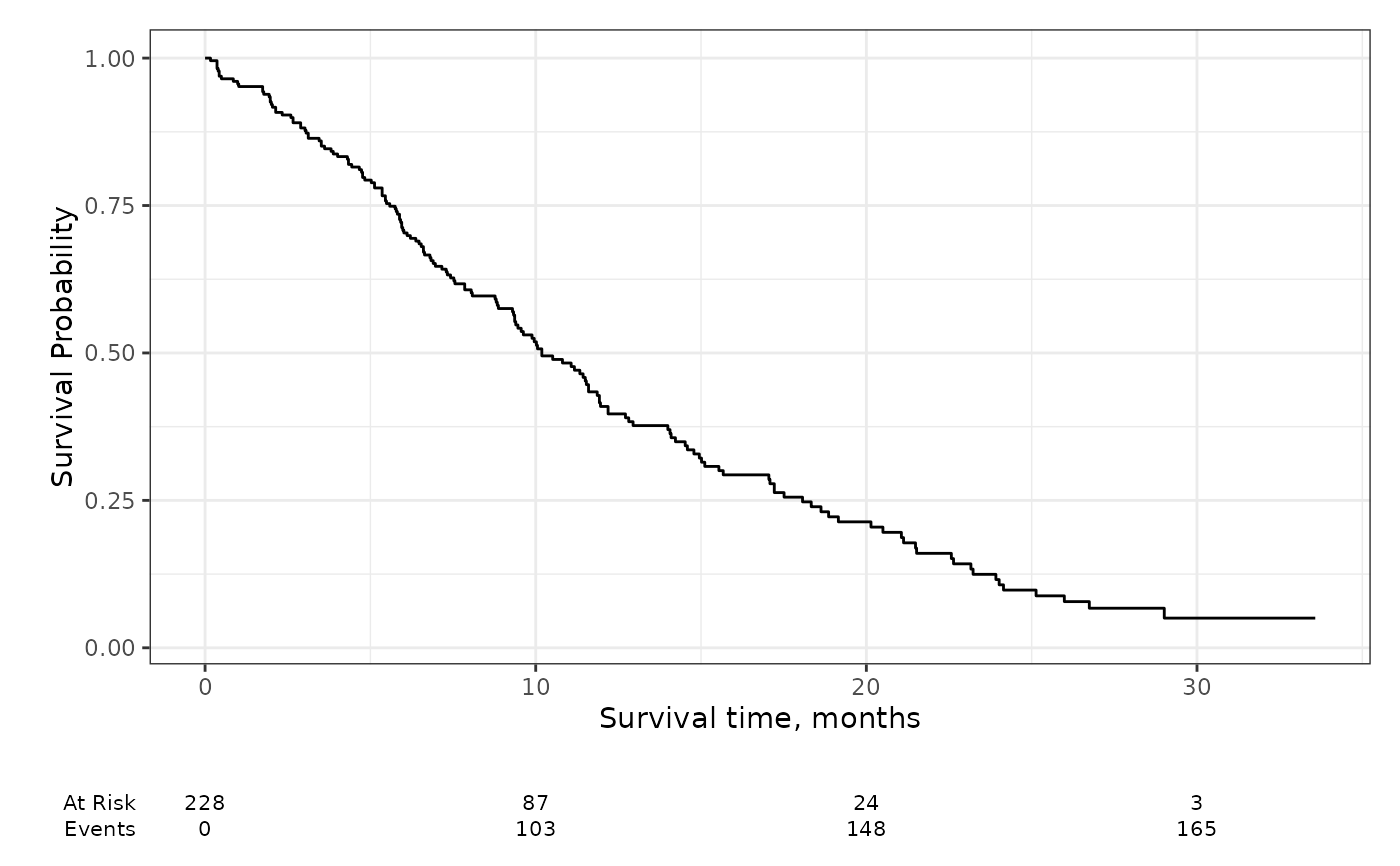 1.00
0.75
0.50
0.25
0.00
Survival Probability
0 10 20 30
Survival time, months
At Risk 228 87 24 3
Events 0 103 148 165